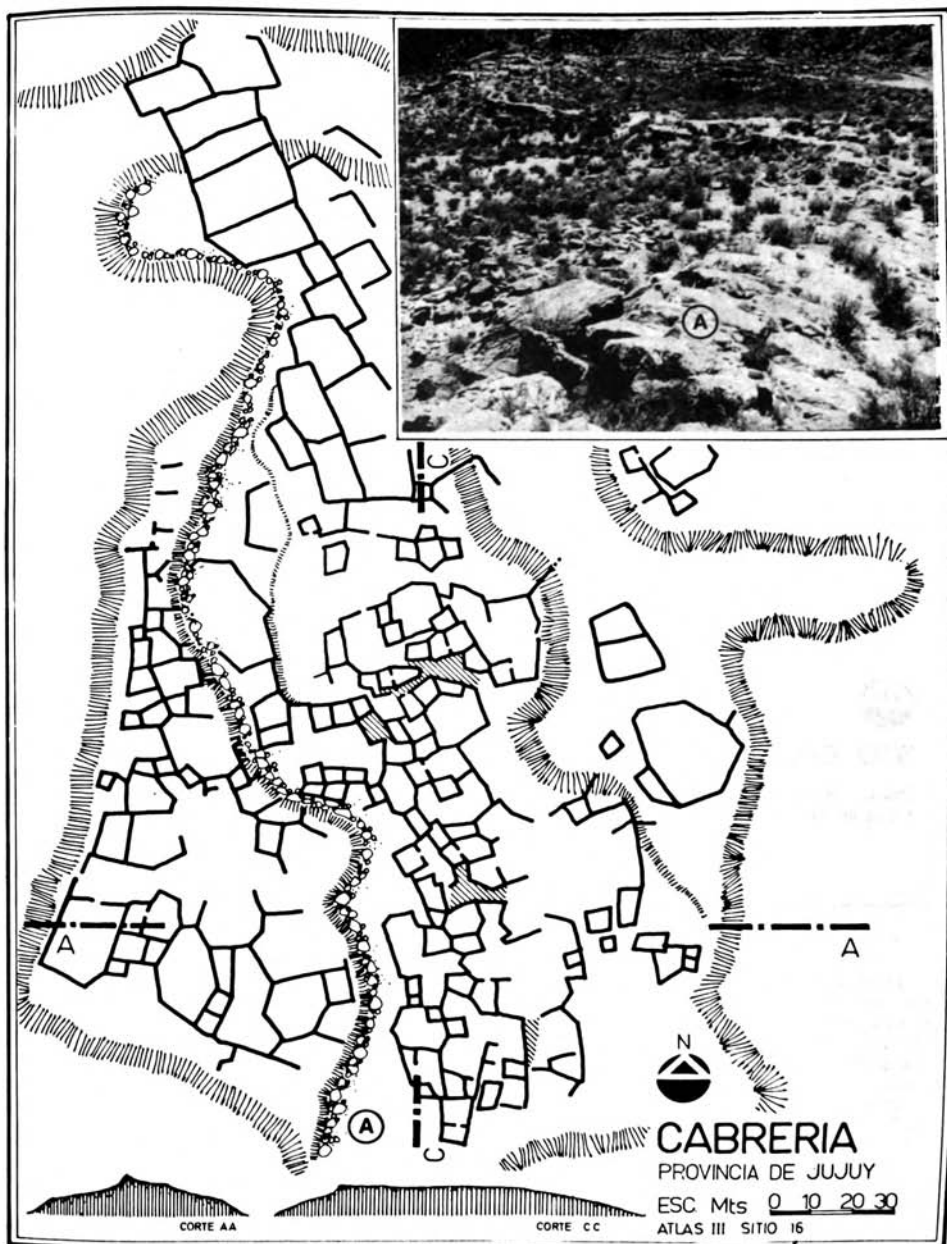 A
C
A
A
N
A
C
CABRERIA
PROVINCIA DE JUJUY
ESC. Mts 0 10 20 30
ATLAS III SITIO 16
CORTE AA
CORTE CC